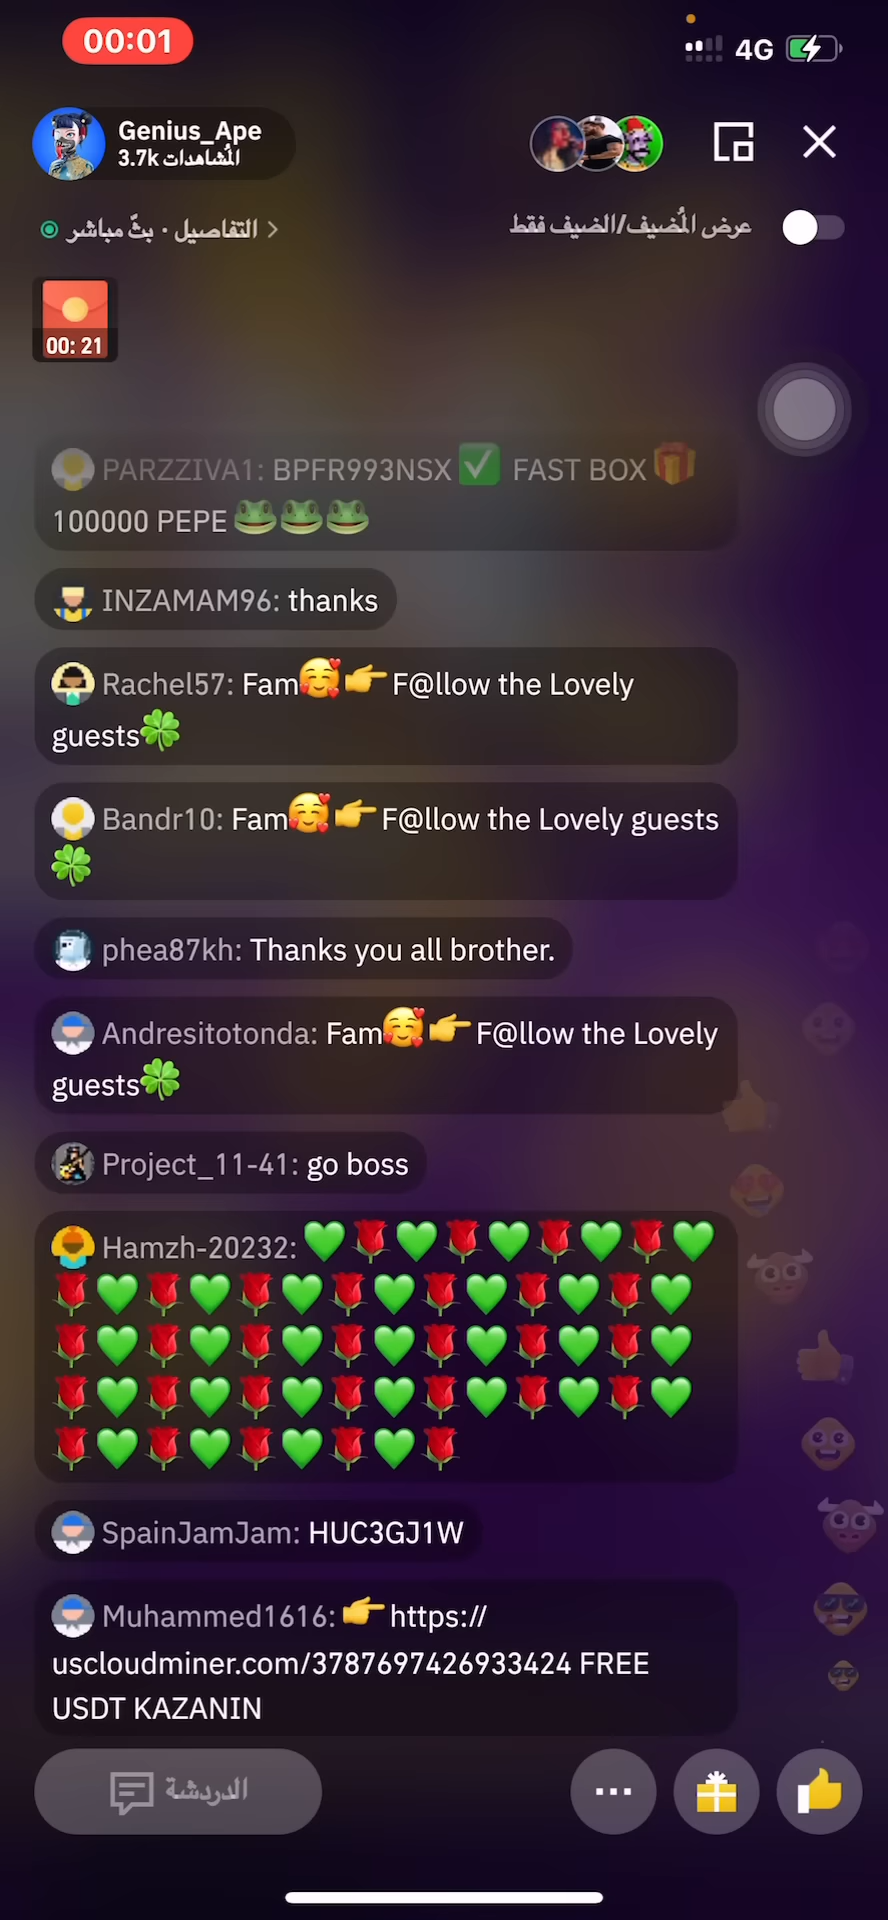 00:01
4G
Genius_Ape
3.7k المُشاهدات
التفاصيل · بثّ مباشر
عرض المُضيف/الضيف فقط
00: 21
PARZZIVA1: BPFR993NSX ✅ FAST BOX 🎁
100000 PEPE 🐸🐸🐸
INZAMAM96: thanks
Rachel57: Fam🥰👉F@llow the Lovely
guests🍀
Bandr10: Fam🥰👉F@llow the Lovely guests
🍀
phea87kh: Thanks you all brother.
Andresitotonda: Fam🥰👉F@llow the Lovely
guests🍀
Project_11-41: go boss
Hamzh-20232: 💚🌹💚🌹💚🌹💚🌹💚
🌹💚🌹💚🌹💚🌹💚🌹💚🌹💚🌹💚
🌹💚🌹💚🌹💚🌹💚🌹💚🌹💚🌹💚
🌹💚🌹💚🌹💚🌹💚🌹💚🌹💚🌹💚
🌹💚🌹💚🌹💚🌹💚🌹
SpainJamJam: HUC3GJ1W
Muhammed1616: 👉https://
uscloudminer.com/3787697426933424 FREE
USDT KAZANIN
الدردشة